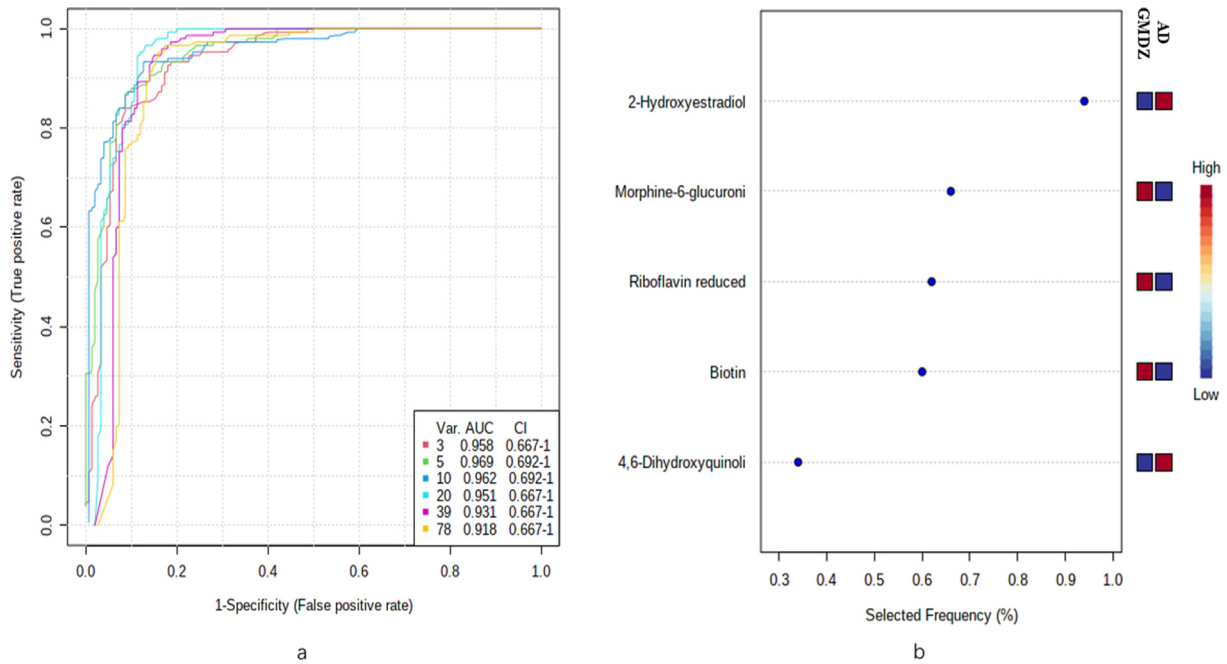 Sensitivity (True positive rate)
1.0
0.8
0.6
0.4
0.2
0.0
Var. AUC CI
3 0.958 0.667-1
5 0.969 0.692-1
10 0.962 0.692-1
20 0.951 0.667-1
39 0.931 0.667-1
78 0.918 0.667-1
0.0 0.2 0.4 0.6 0.8 1.0
1-Specificity (False positive rate)
a
GMDZ
AD
2-Hydroxyestradiol
Morphine-6-glucuroni
Riboflavin reduced
Biotin
4,6-Dihydroxyquinoli
High
Low
0.3 0.4 0.5 0.6 0.7 0.8 0.9 1.0
Selected Frequency (%)
b